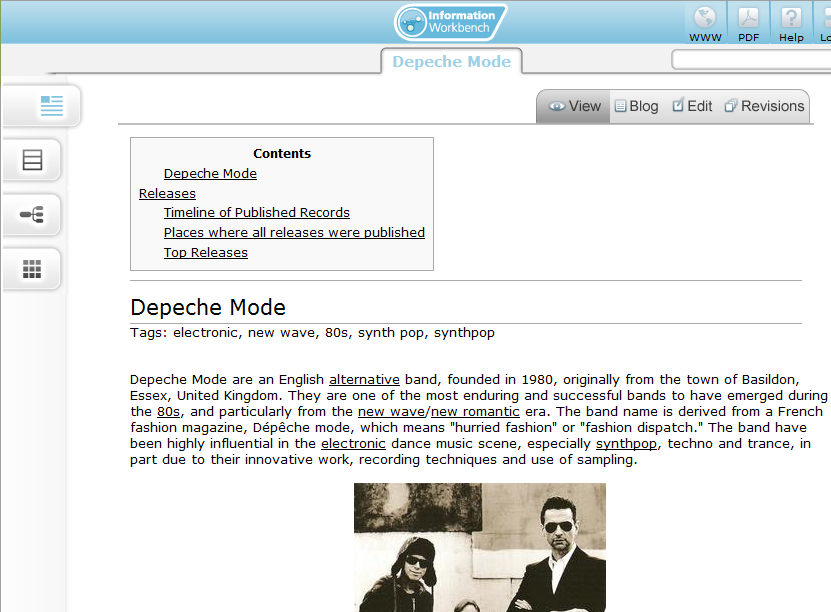 Information
Workbench
WWW PDF Help
Depeche Mode
View Blog Edit Revisions
Contents
Depeche Mode
Releases
Timeline of Published Records
Places where all releases were published
Top Releases
Depeche Mode
Tags: electronic, new wave, 80s, synth pop, synthpop
Depeche Mode are an English alternative band, founded in 1980, originally from the town of Basildon,
Essex, United Kingdom. They are one of the most enduring and successful bands to have emerged during
the 80s, and particularly from the new wave/new romantic era. The band name is derived from a French
fashion magazine, Dépêche mode, which means "hurried fashion" or "fashion dispatch." The band have
been highly influential in the electronic dance music scene, especially synthpop, techno and trance, in
part due to their innovative work, recording techniques and use of sampling.